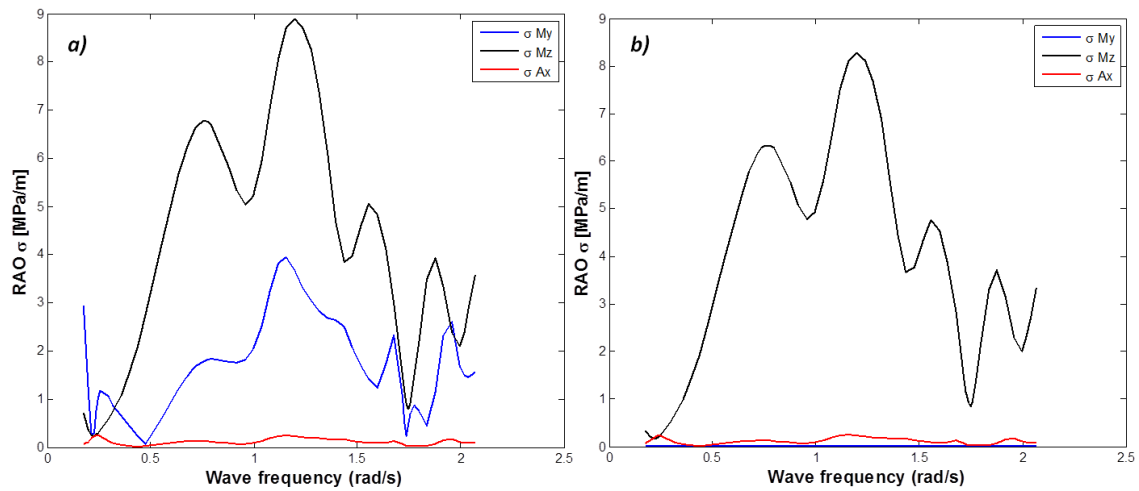 a)
σ My
σ Mz
σ Ax
RAO σ [MPa/m]
9
8
7
6
5
4
3
2
1
0
0 0.5 1 1.5 2 2.5
Wave frequency (rad/s)
b)
σ My
σ Mz
σ Ax
RAO σ [MPa/m]
9
8
7
6
5
4
3
2
1
0
0 0.5 1 1.5 2 2.5
Wave frequency (rad/s)